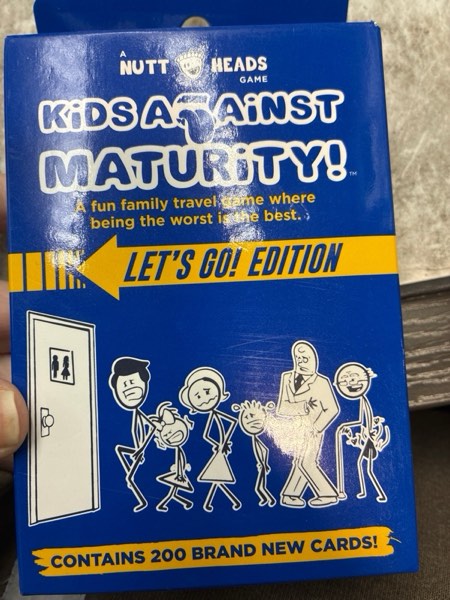 A
NUTT HEADS
GAME
KiDS AGAiNST
MATURiTY!™
A fun family travel game where
being the worst is the best.
LET'S GO! EDITION
CONTAINS 200 BRAND NEW CARDS!